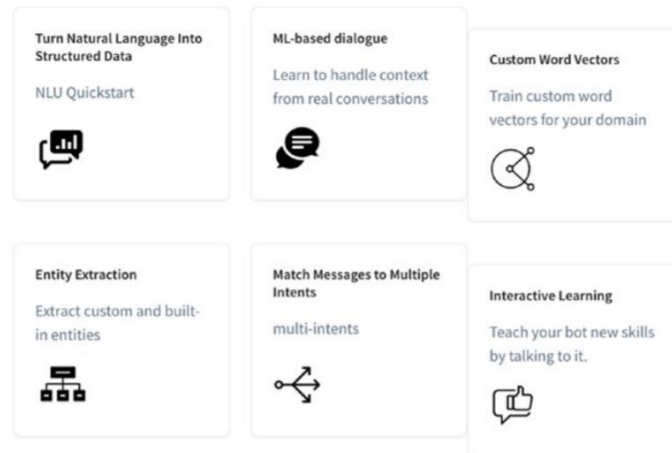 Turn Natural Language Into
Structured Data
NLU Quickstart
ML-based dialogue
Learn to handle context
from real conversations
Custom Word Vectors
Train custom word
vectors for your domain
Entity Extraction
Extract custom and built-
in entities
Match Messages to Multiple
Intents
multi-intents
Interactive Learning
Teach your bot new skills
by talking to it.